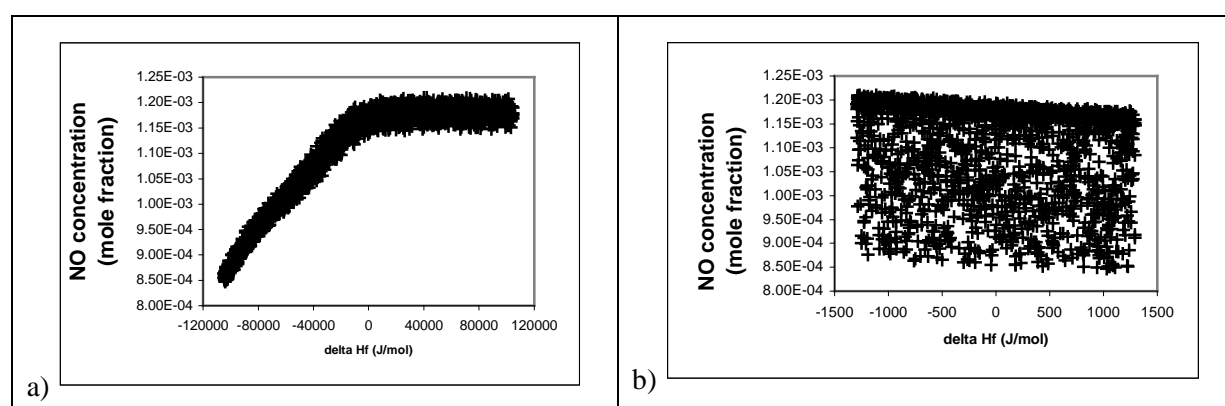 NO concentration
(mole fraction)
1.25E-03
1.20E-03
1.15E-03
1.10E-03
1.05E-03
1.00E-03
9.50E-04
9.00E-04
8.50E-04
8.00E-04
-120000 -80000 -40000 0 40000 80000 120000
delta Hf (J/mol)
a)
NO concentration
(mole fraction)
1.25E-03
1.20E-03
1.15E-03
1.10E-03
1.05E-03
1.00E-03
9.50E-04
9.00E-04
8.50E-04
8.00E-04
-1500 -1000 -500 0 500 1000 1500
delta Hf (J/mol)
b)